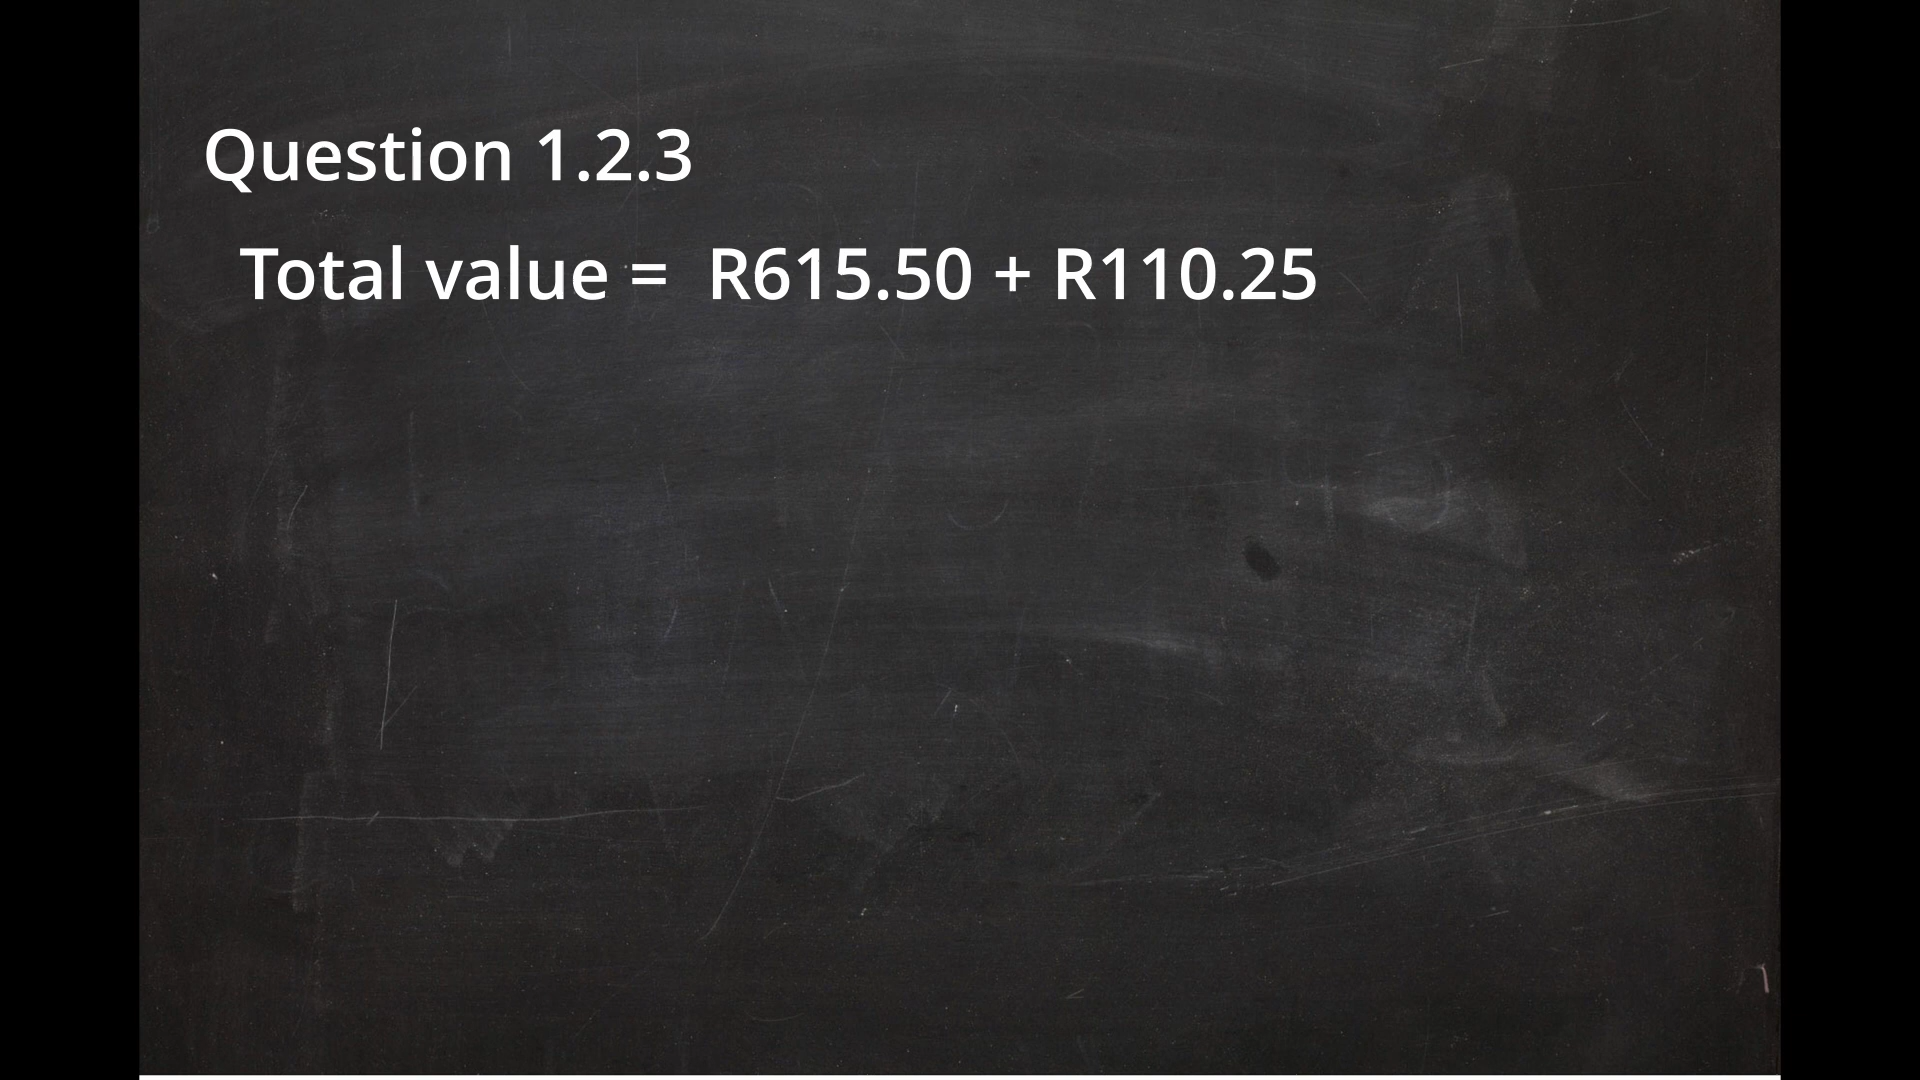 Question 1.2.3
Total value = R615.50 + R110.25